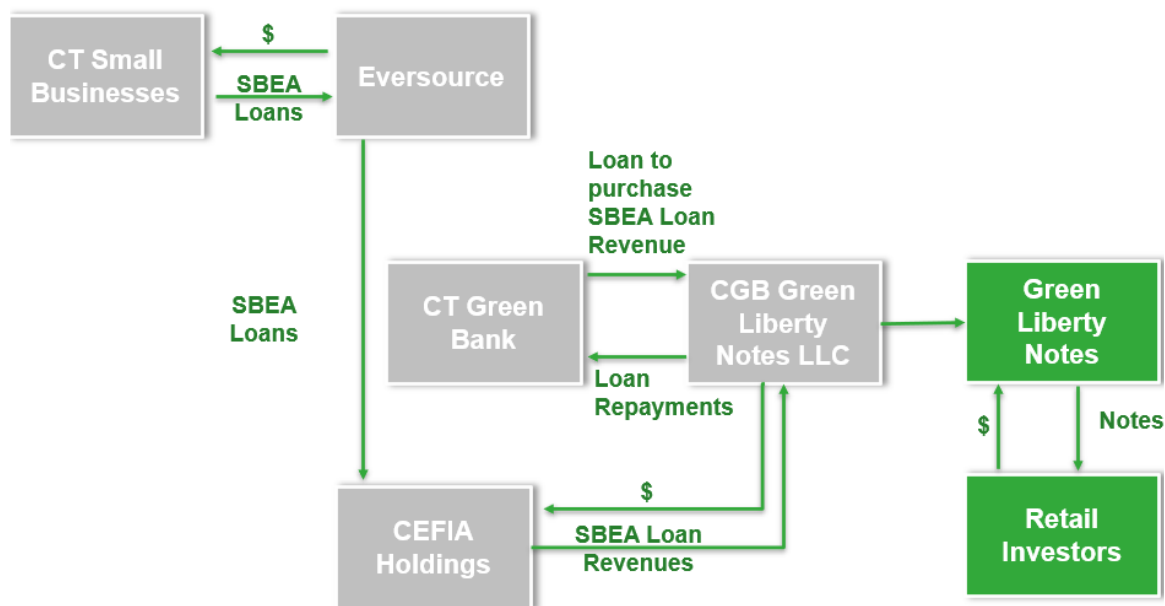 CT Small
Businesses
$
SBEA
Loans
Eversource
Loan to
purchase
SBEA Loan
Revenue
SBEA
Loans
CT Green
Bank
CGB Green
Liberty
Notes LLC
Green
Liberty
Notes
Loan
Repayments
$
Notes
$
CEFIA
Holdings
SBEA Loan
Revenues
Retail
Investors